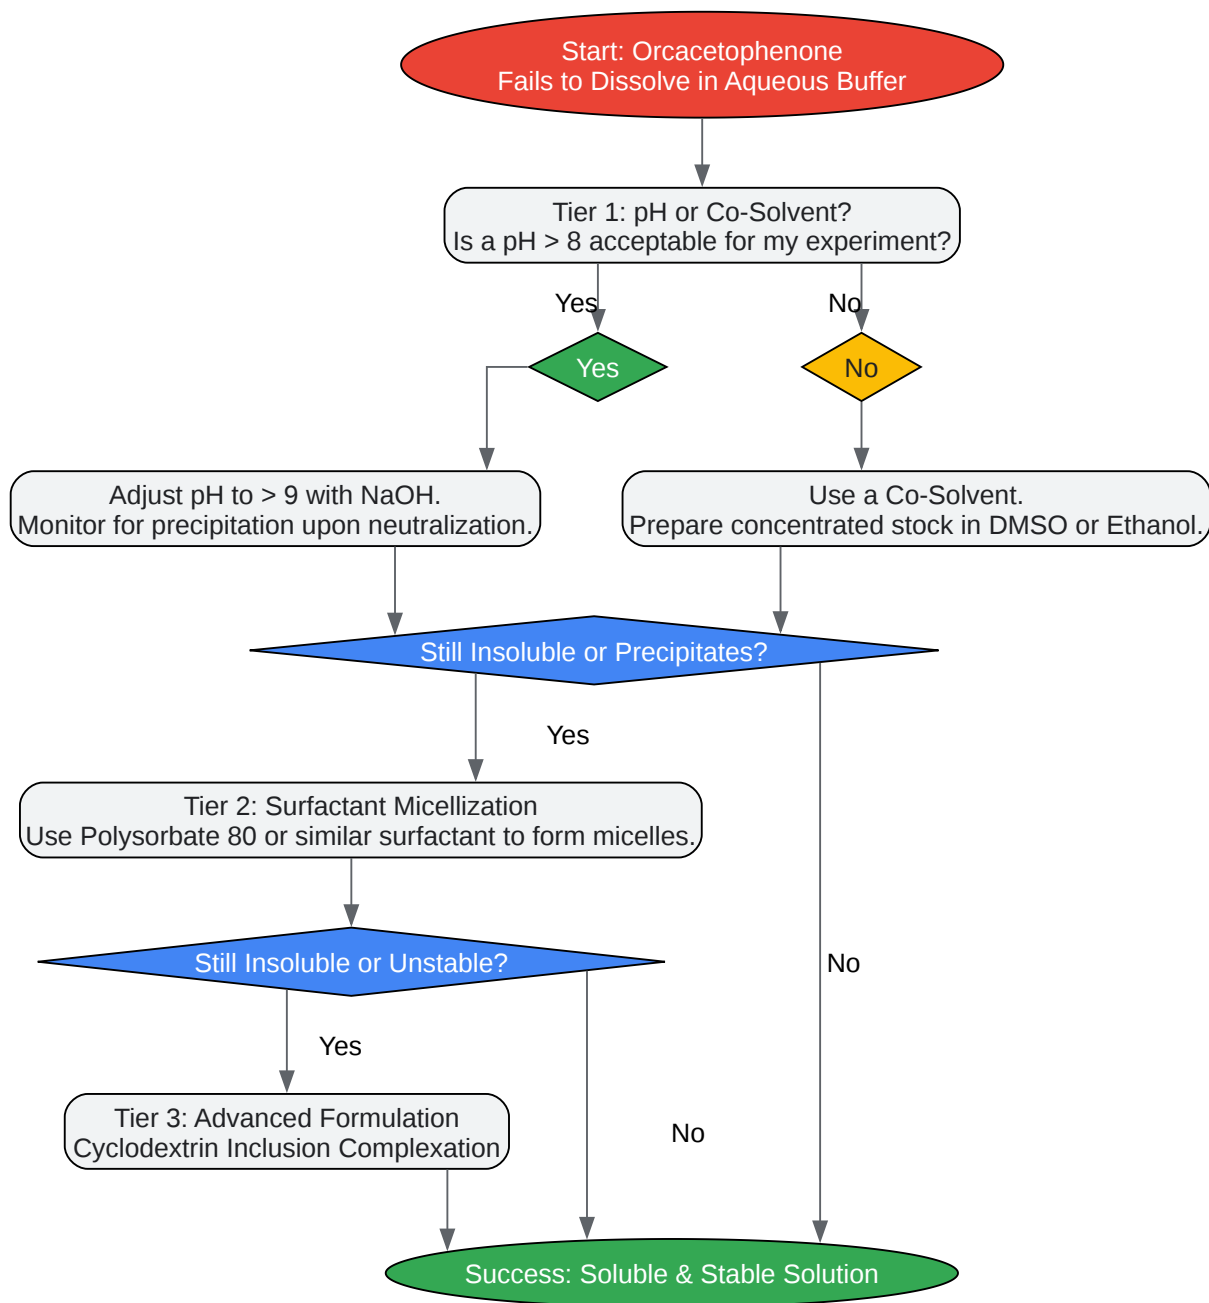 Start: Orcacetophenone
Fails to Dissolve in Aqueous Buffer
Tier 1: pH or Co-Solvent?
Is a pH > 8 acceptable for my experiment?
Yes
No
Yes
No
Adjust pH to > 9 with NaOH.
Monitor for precipitation upon neutralization.
Use a Co-Solvent.
Prepare concentrated stock in DMSO or Ethanol.
Still Insoluble or Precipitates?
Yes
Tier 2: Surfactant Micellization
Use Polysorbate 80 or similar surfactant to form micelles.
Still Insoluble or Unstable?
No
Yes
Tier 3: Advanced Formulation
Cyclodextrin Inclusion Complexation
No
Success: Soluble & Stable Solution